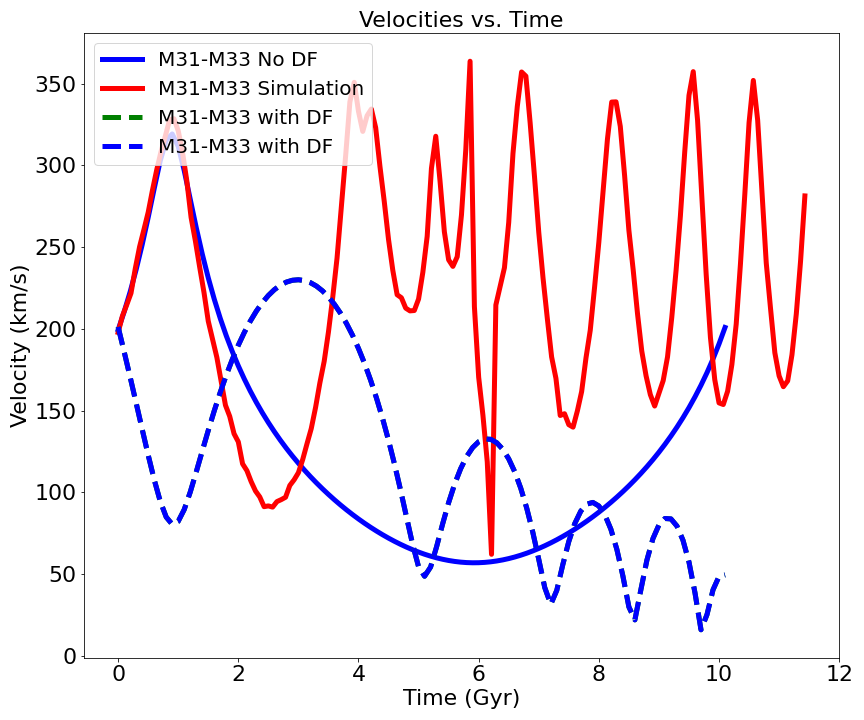 Velocities vs. Time
M31-M33 No DF
M31-M33 Simulation
M31-M33 with DF
M31-M33 with DF
Velocity (km/s)
350
300
250
200
150
100
50
0
0 2 4 6 8 10 12
Time (Gyr)